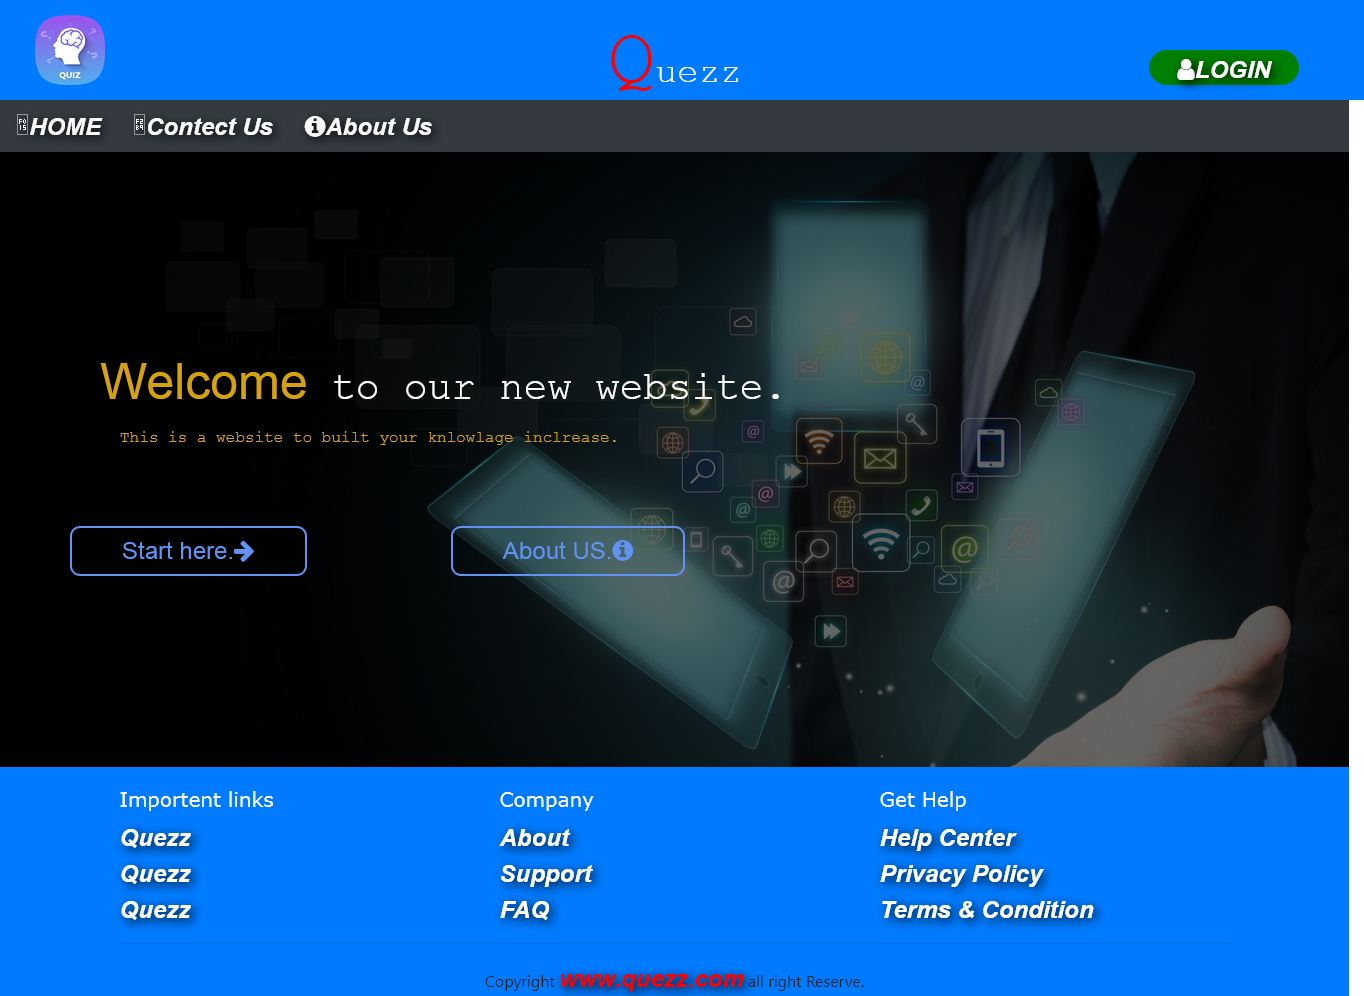 QUIZ
Quezz
LOGIN
HOME Contect Us About Us
Welcome to our new website.
This is a website to built your knlowlage inclrease.
Start here. About US.
Importent links Company Get Help
Quezz About Help Center
Quezz Support Privacy Policy
Quezz FAQ Terms & Condition
Copyright www.quezz.com all right Reserve.